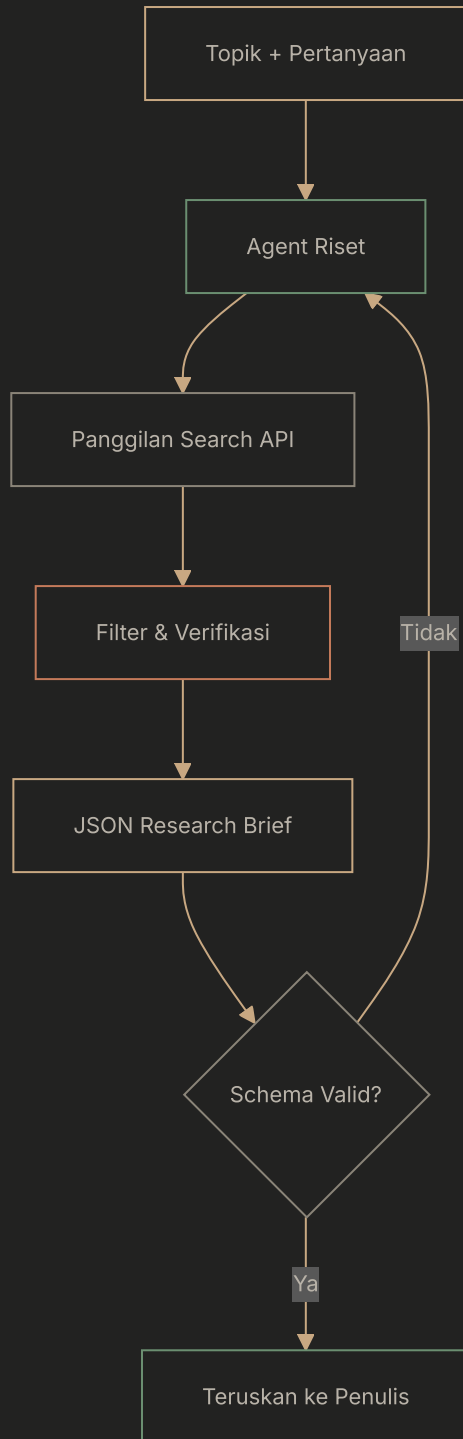 Topik + Pertanyaan
Agent Riset
Panggilan Search API
Filter & Verifikasi
Tidak
JSON Research Brief
Schema Valid?
Ya
Teruskan ke Penulis